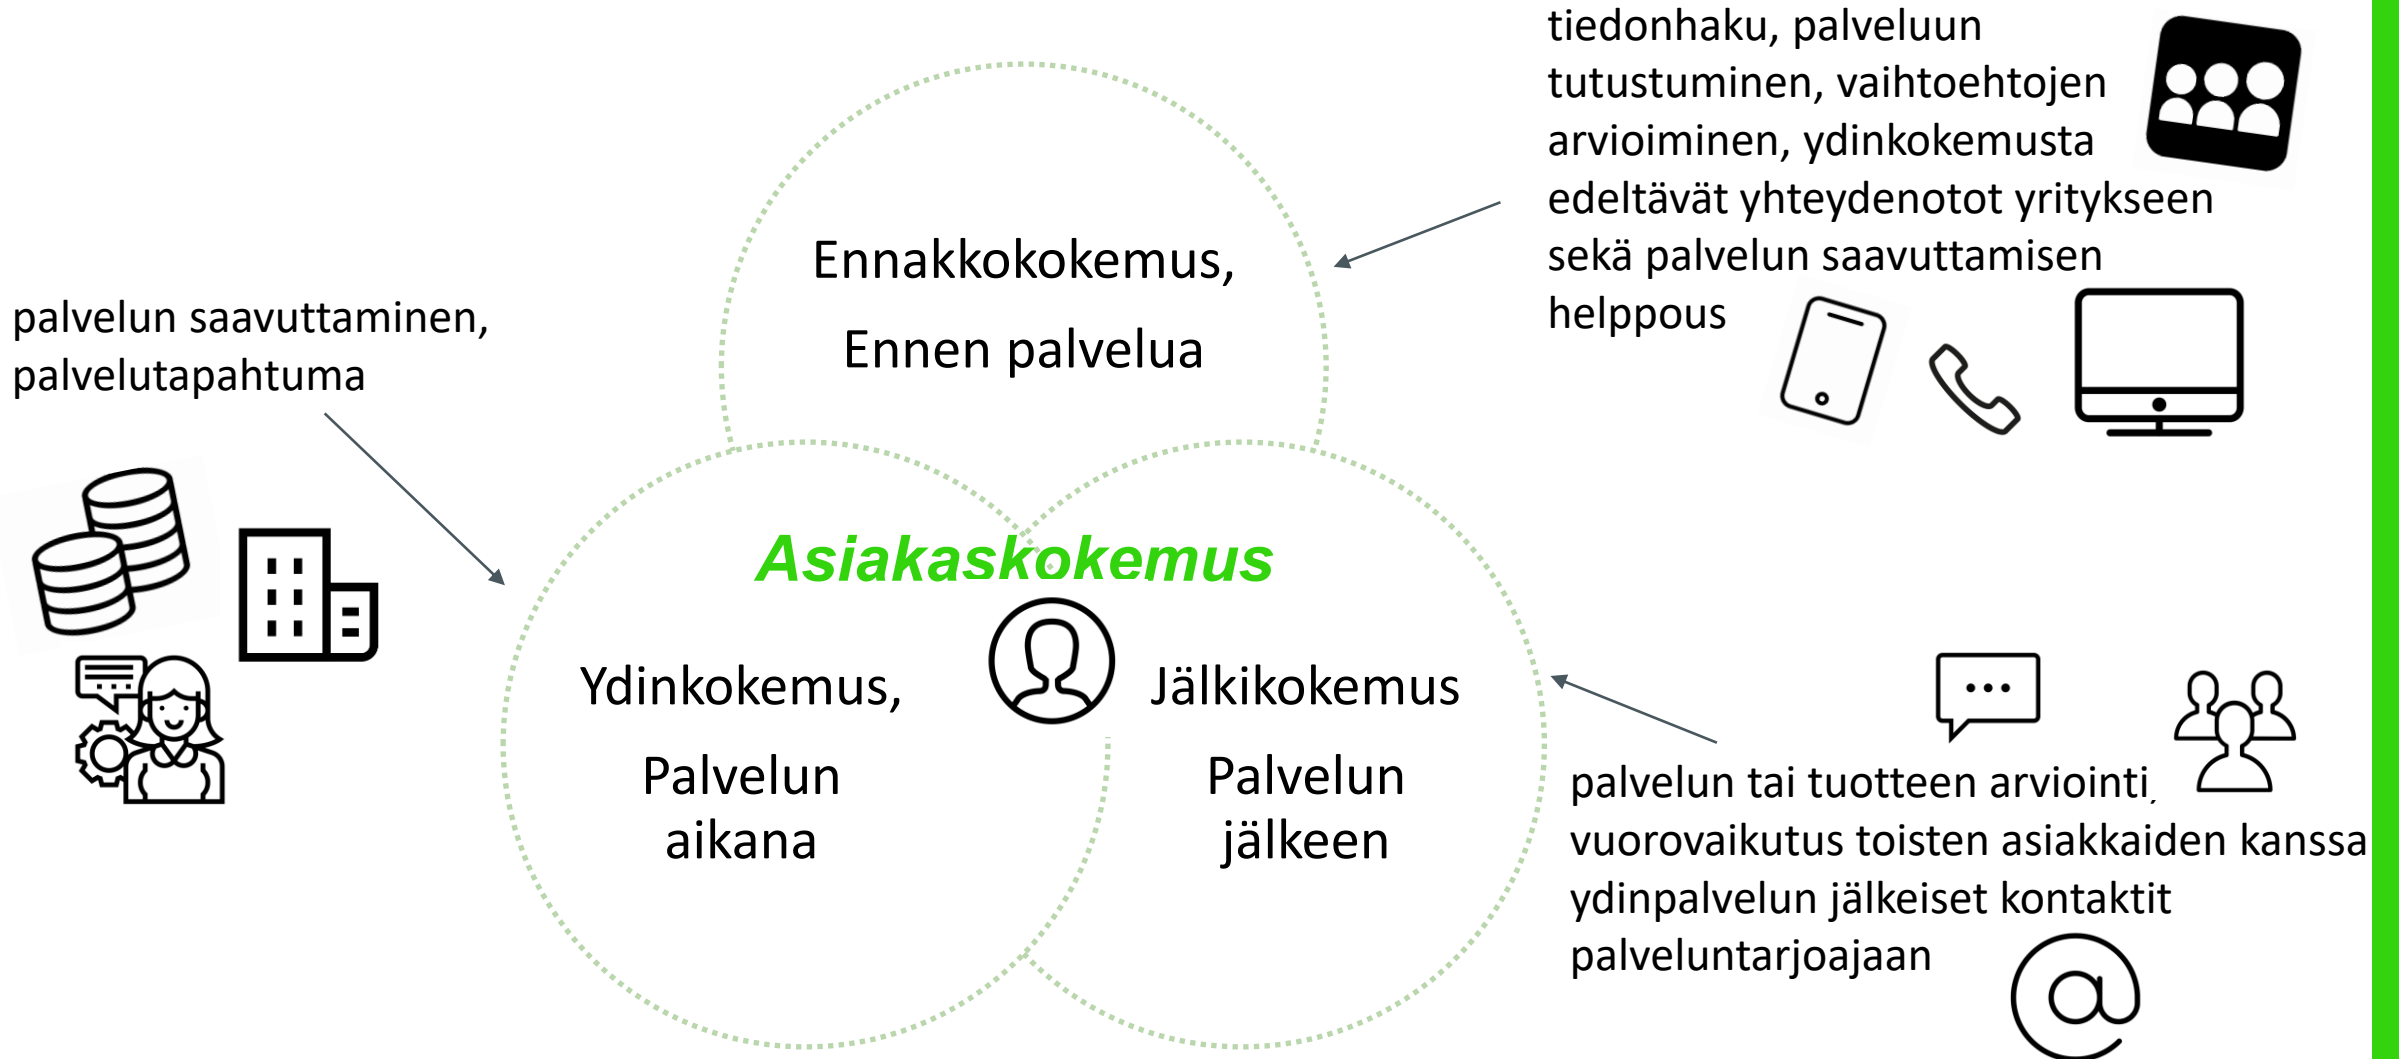 tiedonhaku, palveluun
tutustuminen, vaihtoehtojen
arvioiminen, ydinkokemusta
edeltävät yhteydenotot yritykseen
sekä palvelun saavuttamisen
helppous
Ennakkokokemus,
Ennen palvelua
palvelun saavuttaminen,
palvelutapahtuma
Asiakaskokemus
Ydinkokemus,
Palvelun
aikana
Jälkikokemus
Palvelun
jälkeen
palvelun tai tuotteen arviointi,
vuorovaikutus toisten asiakkaiden kanssa
ydinpalvelun jälkeiset kontaktit
palveluntarjoajaan